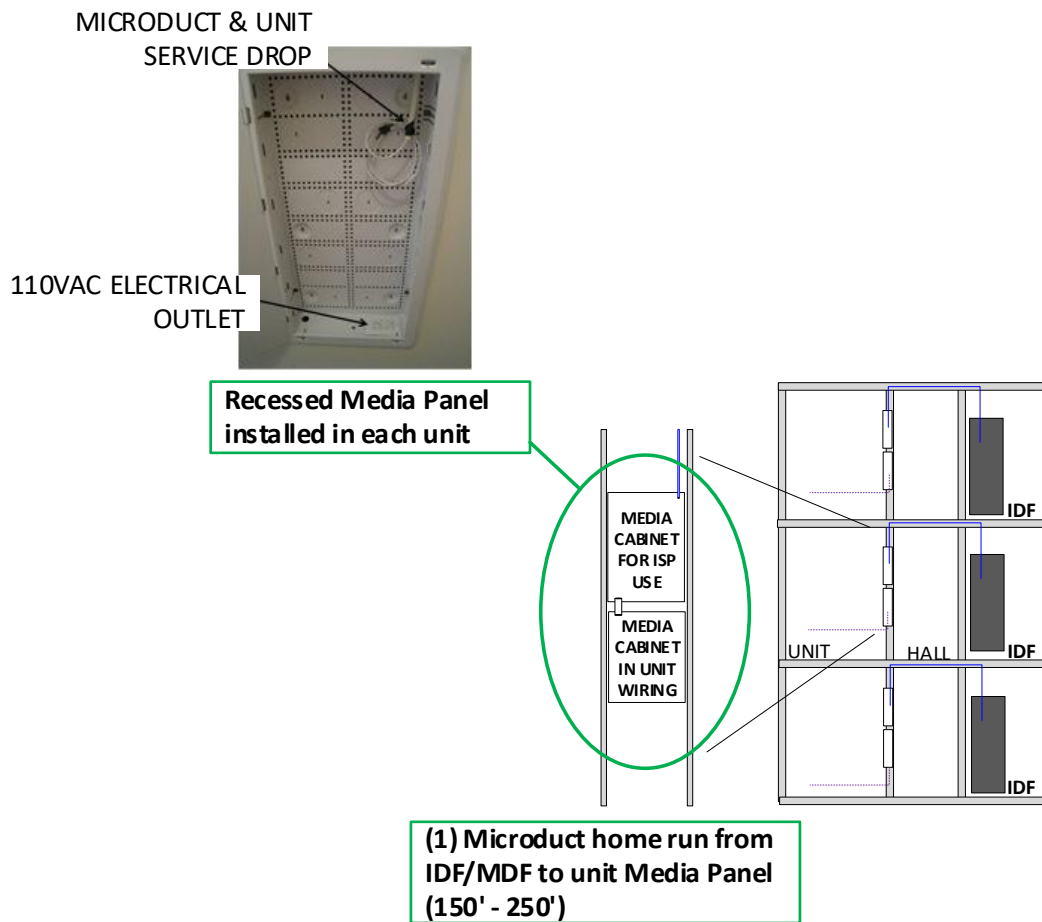 MICRODUCT & UNIT
SERVICE DROP
110VAC ELECTRICAL
OUTLET
Recessed Media Panel
installed in each unit
MEDIA
CABINET
FOR ISP
USE
MEDIA
CABINET
IN UNIT
WIRING
IDF
IDF
UNIT
HALL
IDF
(1) Microduct home run from
IDF/MDF to unit Media Panel
(150' - 250')